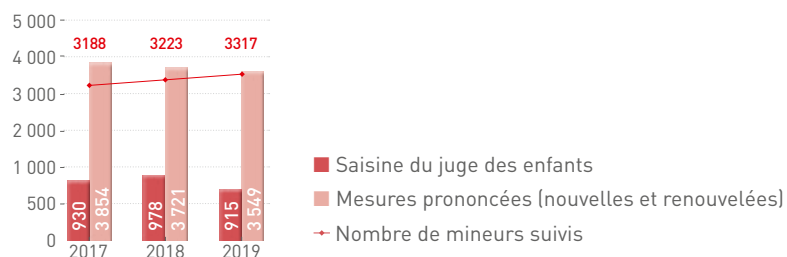 5 000
4 000
3 000
2 000
1 000
500
0
3188 3223 3317
930 3 854 978 3 721 915 3 549
2017 2018 2019
Saisine du juge des enfants
Mesures prononcées (nouvelles et renouvelées)
Nombre de mineurs suivis